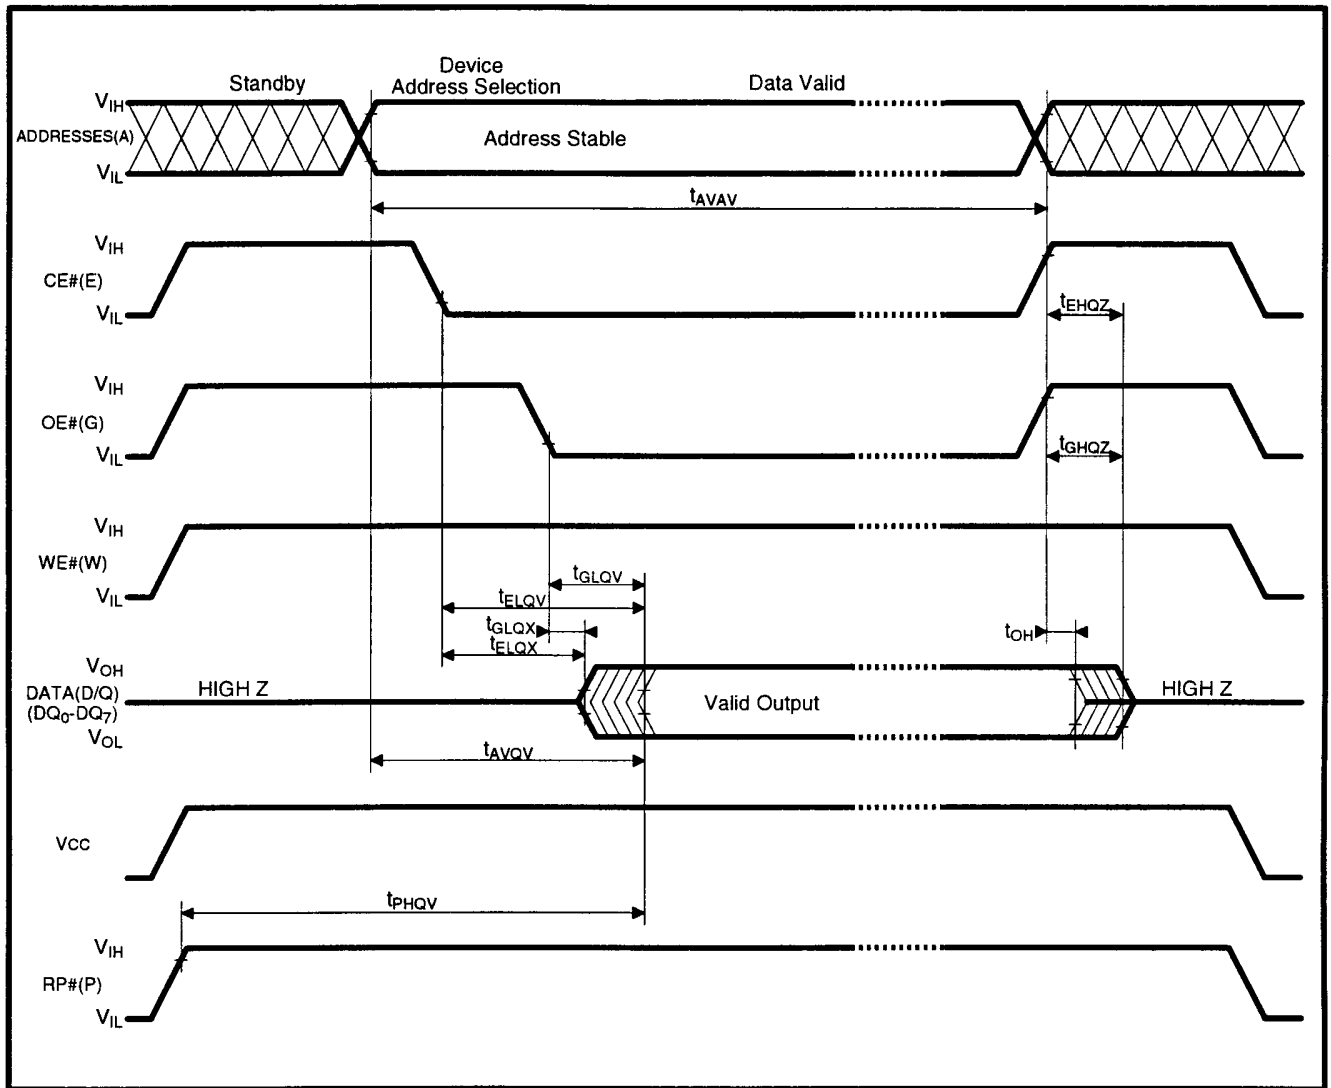 Standby
Device
Address Selection
Data Valid
VIH
ADDRESSES(A)
Address Stable
VIL
tAVAV
VIH
CE#(E)
VIL
tEHQZ
VIH
OE#(G)
VIL
tGHQZ
VIH
WE#(W)
VIL
tGLQV
tELQV
tGLQX
tOH
tELQX
VOH
DATA(D/Q)
(DQ0-DQ7)
HIGH Z
Valid Output
HIGH Z
VOL
tAVQV
VCC
tPHQV
VIH
RP#(P)
VIL